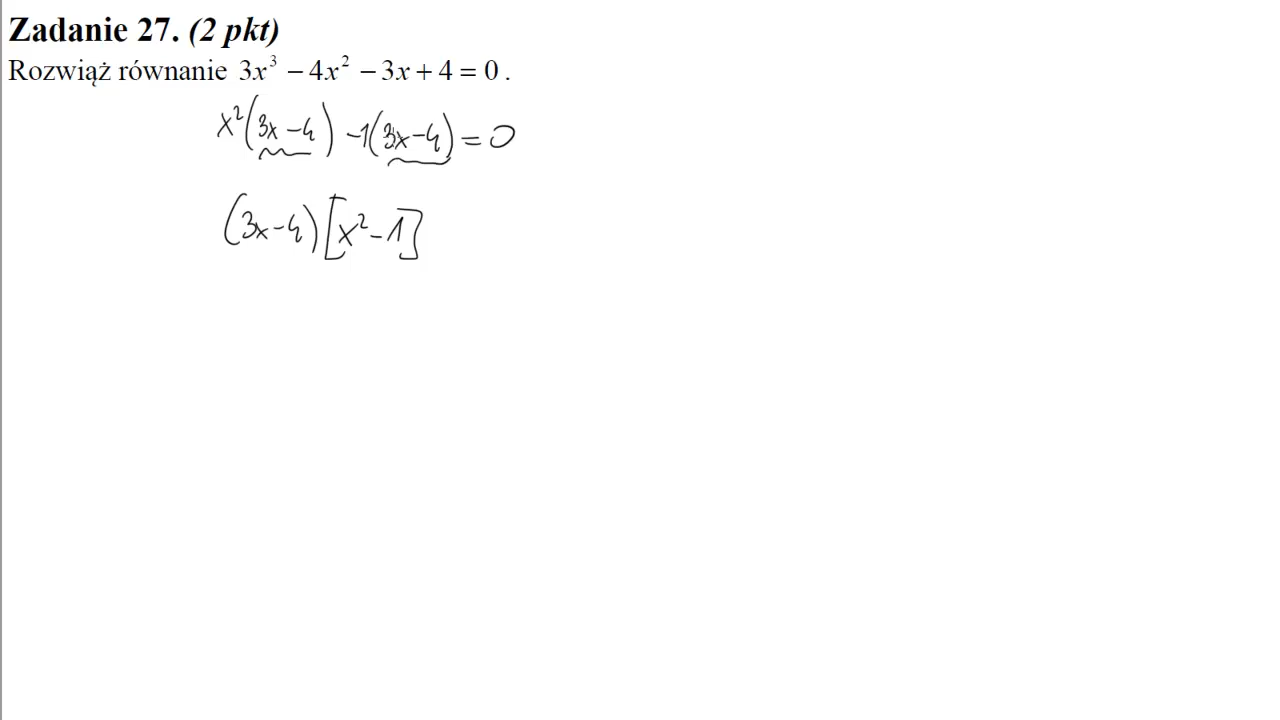 Zadanie 27. (2 pkt)
Rozwiąż równanie 3x³ − 4x² − 3x + 4 = 0 .
x²(3x−4) −1(3x−4) = 0
(3x−4)[x²−1]